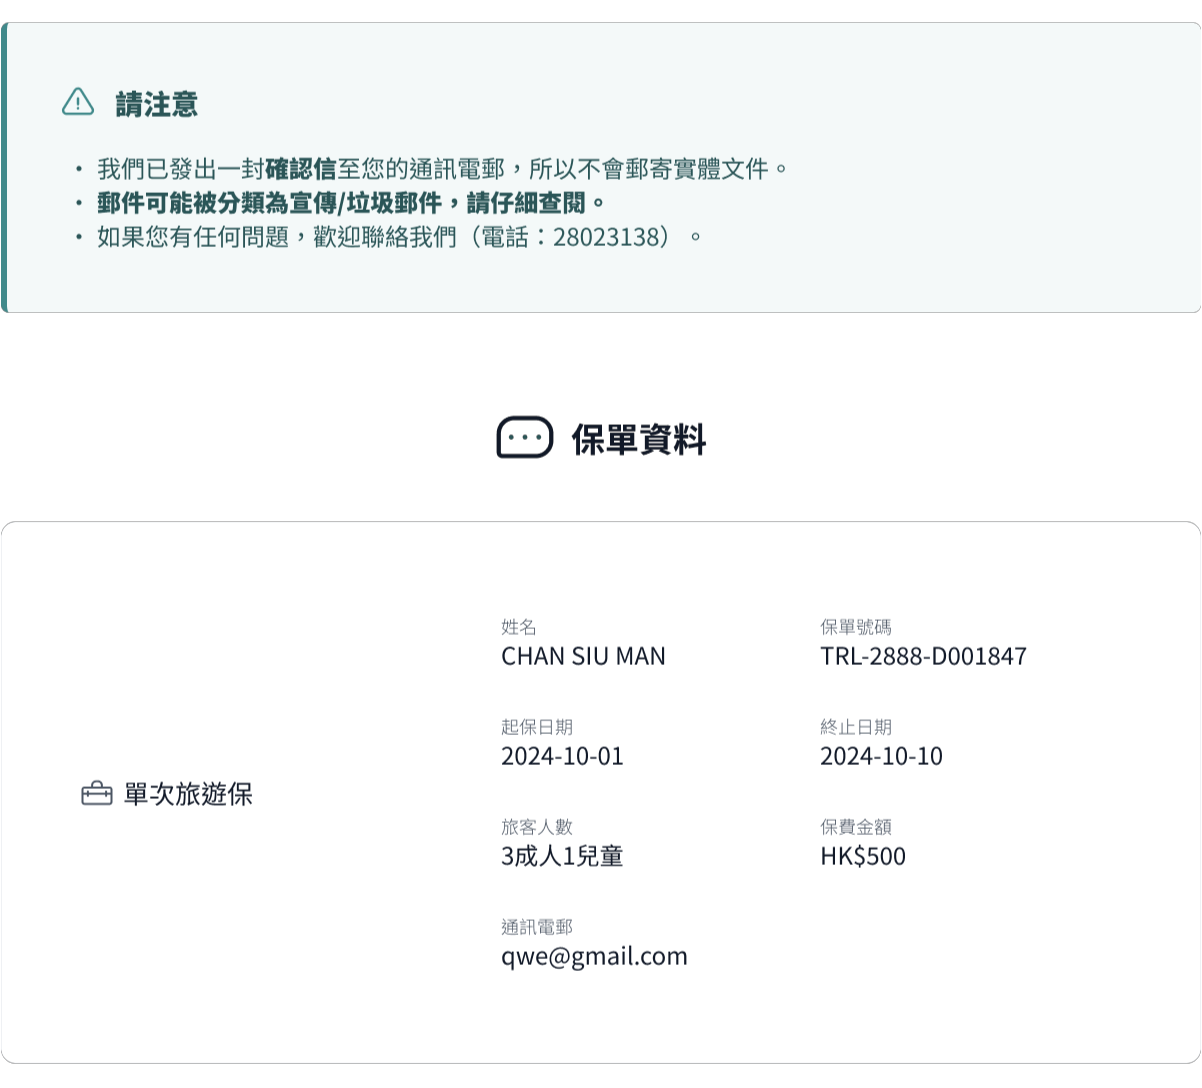 請注意
・ 我們已發出一封確認信至您的通訊電郵，所以不會郵寄實體文件。
・ 郵件可能被分類為宣傳/垃圾郵件，請仔細查閱。
・ 如果您有任何問題，歡迎聯絡我們（電話：28023138）。
保單資料
姓名 保單號碼
CHAN SIU MAN TRL-2888-D001847
起保日期 終止日期
2024-10-01 2024-10-10
單次旅遊保
旅客人數 保費金額
3成人1兒童 HK$500
通訊電郵
qwe@gmail.com